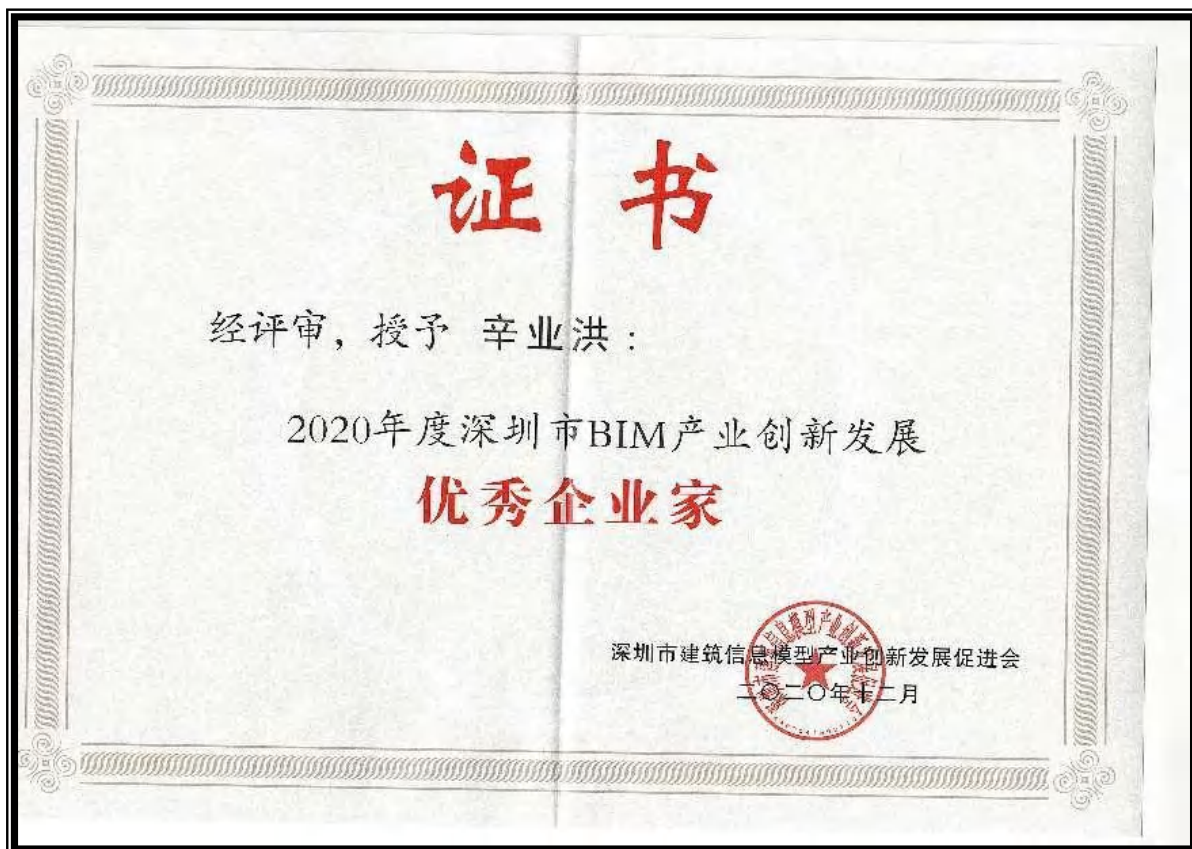 证书
经评审，授予 辛业洪：
2020年度深圳市BIM产业创新发展
优秀企业家
深圳市建筑信息模型产业创新发展促进会
二〇二〇年十二月